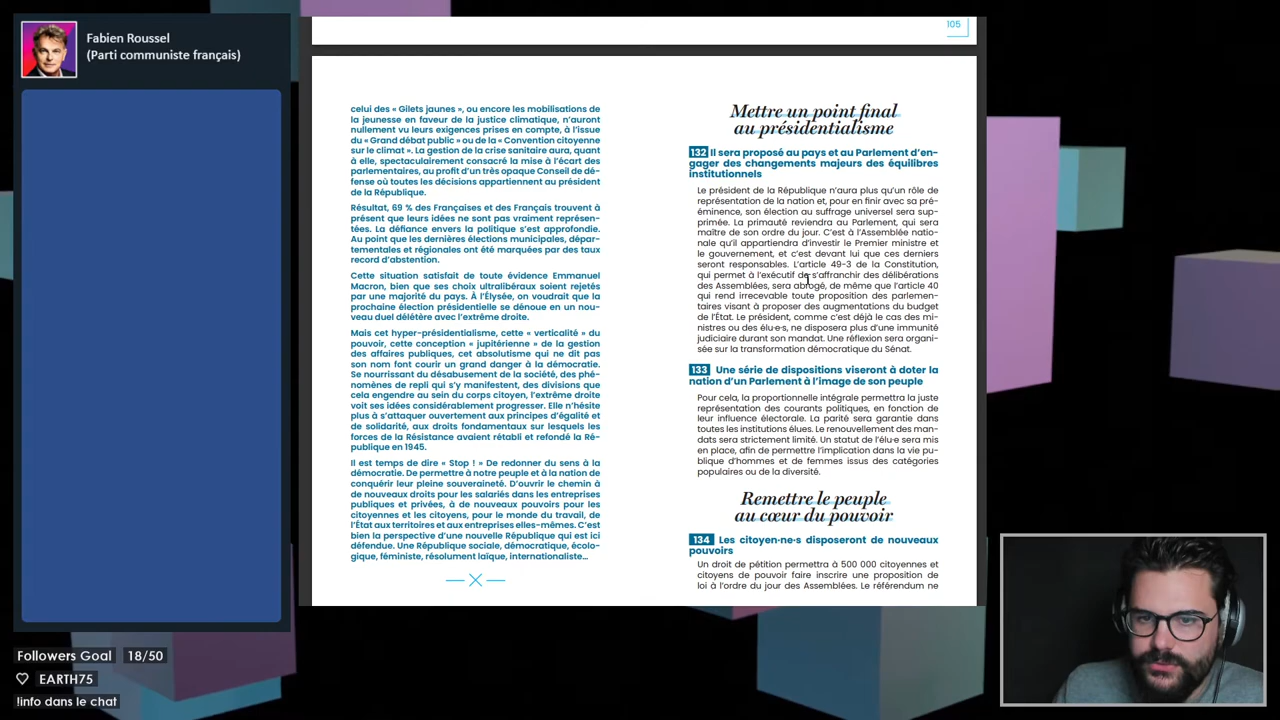 Fabien Roussel
(Parti communiste français)
105
celui des « Gilets jaunes », ou encore les mobilisations de
la jeunesse en faveur de la justice climatique, n’auront
nullement vu leurs exigences prises en compte, à l’issue
du « Grand débat public » ou de la « Convention citoyenne
sur le climat ». La gestion de la crise sanitaire aura, quant
à elle, spectaculairement consacré la mise à l’écart des
parlementaires, au profit d’un très opaque Conseil de dé-
fense où toutes les décisions appartiennent au président
de la République.
Résultat, 69 % des Françaises et des Français trouvent à
présent que leurs idées ne sont pas vraiment représen-
tées. La défiance envers la politique s’est approfondie.
Au point que les dernières élections municipales, dépar-
tementales et régionales ont été marquées par des taux
record d’abstention.
Cette situation satisfait de toute évidence Emmanuel
Macron, bien que ses choix ultralibéraux soient rejetés
par une majorité du pays. À l’Élysée, on voudrait que la
prochaine élection présidentielle se dénoue en un nou-
veau duel délétère avec l’extrême droite.
Mais cet hyper-présidentialisme, cette « verticalité » du
pouvoir, cette conception « jupitérienne » de la gestion
des affaires publiques, cet absolutisme qui ne dit pas
son nom font courir un grand danger à la démocratie.
Se nourrissant du désabusement de la société, des phé-
nomènes de repli qui s’y manifestent, des divisions que
cela engendre au sein du corps citoyen, l’extrême droite
voit ses idées considérablement progresser. Elle n’hésite
plus à s’attaquer ouvertement aux principes d’égalité et
de solidarité, aux droits fondamentaux sur lesquels les
forces de la Résistance avaient rétabli et refondé la Ré-
publique en 1945.
Il est temps de dire « Stop ! » De redonner du sens à la
démocratie. De permettre à notre peuple et à la nation de
conquérir leur pleine souveraineté. D’ouvrir le chemin à
de nouveaux droits pour les salariés dans les entreprises
publiques et privées, à de nouveaux pouvoirs pour les
citoyennes et les citoyens, pour le monde du travail, de
l’État aux territoires et aux entreprises elles-mêmes. C’est
bien la perspective d’une nouvelle République qui est ici
défendue. Une République sociale, démocratique, écolo-
gique, féministe, résolument laïque, internationaliste…
Mettre un point final
au présidentialisme
132 Il sera proposé au pays et au Parlement d’en-
gager des changements majeurs des équilibres
institutionnels
Le président de la République n’aura plus qu’un rôle de
représentation de la nation et, pour en finir avec sa pré-
éminence, son élection au suffrage universel sera sup-
primée. La primauté reviendra au Parlement, qui sera
maître de son ordre du jour. C’est à l’Assemblée natio-
nale qu’il appartiendra d’investir le Premier ministre et
le gouvernement, et c’est devant lui que ces derniers
seront responsables. L’article 49-3 de la Constitution,
qui permet à l’exécutif de s’affranchir des délibérations
des Assemblées, sera abrogé, de même que l’article 40
qui rend irrecevable toute proposition des parlemen-
taires visant à proposer des augmentations du budget
de l’État. Le président, comme c’est déjà le cas des mi-
nistres ou des élu·e·s, ne disposera plus d’une immunité
judiciaire durant son mandat. Une réflexion sera organi-
sée sur la transformation démocratique du Sénat.
133 Une série de dispositions viseront à doter la
nation d’un Parlement à l’image de son peuple
Pour cela, la proportionnelle intégrale permettra la juste
représentation des courants politiques, en fonction de
leur influence électorale. La parité sera garantie dans
toutes les institutions élues. Le renouvellement des man-
dats sera strictement limité. Un statut de l’élu·e sera mis
en place, afin de permettre l’implication dans la vie pu-
blique d’hommes et de femmes issus des catégories
populaires ou de la diversité.
Remettre le peuple
au cœur du pouvoir
134 Les citoyen·ne·s disposeront de nouveaux
pouvoirs
Un droit de pétition permettra à 500 000 citoyennes et
citoyens de pouvoir faire inscrire une proposition de
loi à l’ordre du jour des Assemblées. Le référendum ne
Followers Goal 18/50
EARTH75
!info dans le chat